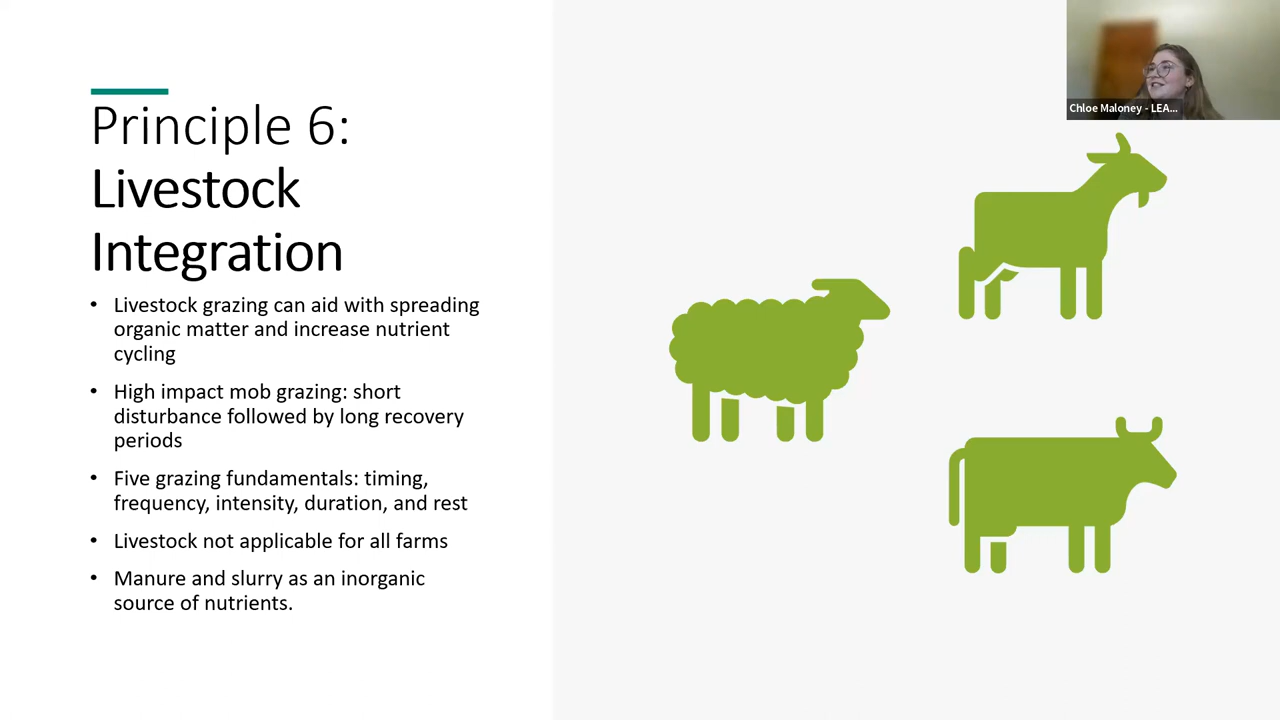 Chloe Maloney - LEA...
Principle 6:
Livestock
Integration
• Livestock grazing can aid with spreading
organic matter and increase nutrient
cycling
• High impact mob grazing: short
disturbance followed by long recovery
periods
• Five grazing fundamentals: timing,
frequency, intensity, duration, and rest
• Livestock not applicable for all farms
• Manure and slurry as an inorganic
source of nutrients.